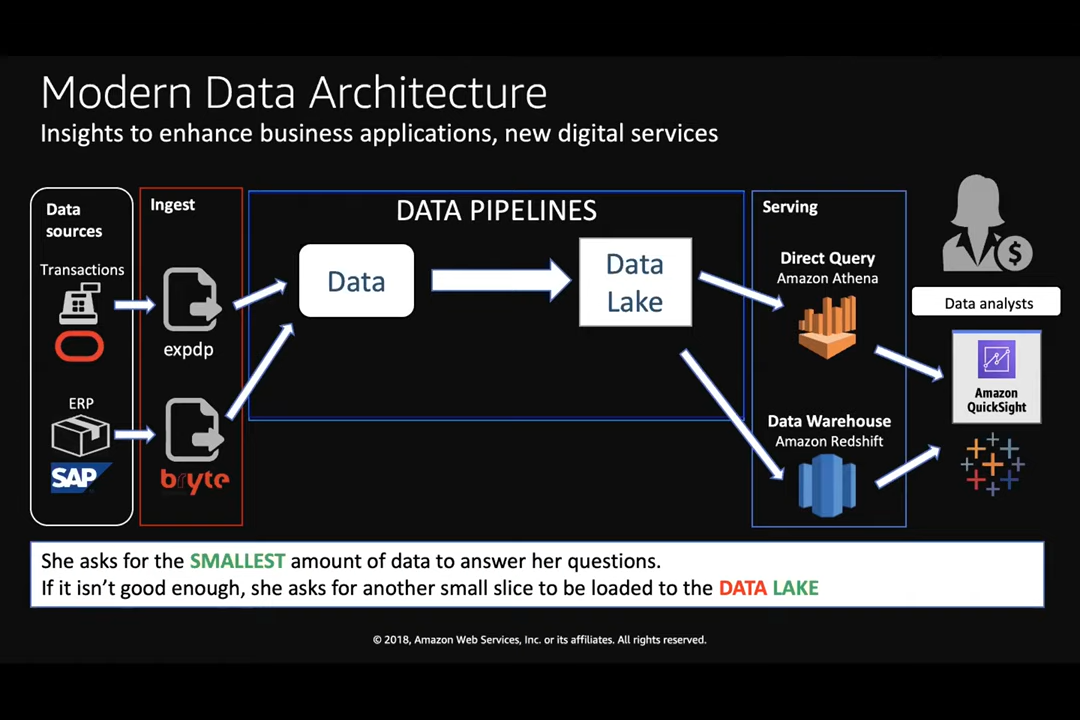 Modern Data Architecture
Insights to enhance business applications, new digital services
Data
sources
Transactions
ERP
SAP
Ingest
expdp
bryte
DATA PIPELINES
Data
Data
Lake
Serving
Direct Query
Amazon Athena
Data Warehouse
Amazon Redshift
$
Data analysts
Amazon
QuickSight
She asks for the SMALLEST amount of data to answer her questions.
If it isn't good enough, she asks for another small slice to be loaded to the DATA LAKE
© 2018, Amazon Web Services, Inc. or its affiliates. All rights reserved.